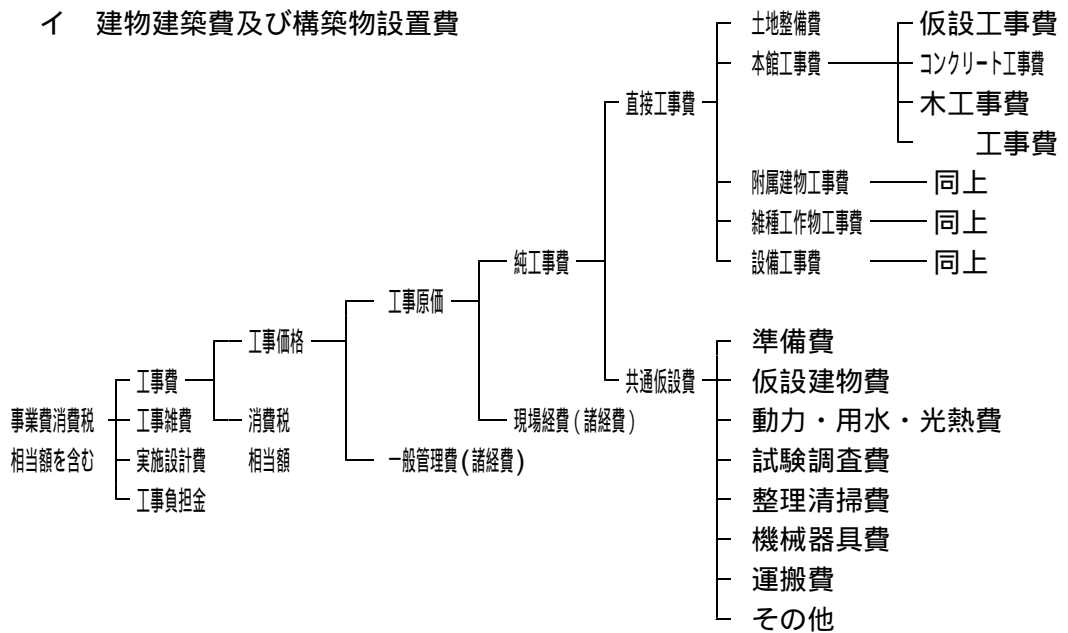 イ 建物建築費及び構築物設置費
土地整備費
仮設工事費
本館工事費
コンクリート工事費
直接工事費
木工事費
工事費
附属建物工事費
同上
雑種工作物工事費
同上
純工事費
設備工事費
同上
工事原価
工事価格
準備費
工事費
共通仮設費
仮設建物費
事業費消費税
工事雑費
消費税
現場経費(諸経費)
動力・用水・光熱費
相当額を含む
実施設計費
相当額
一般管理費(諸経費)
試験調査費
工事負担金
整理清掃費
機械器具費
運搬費
その他